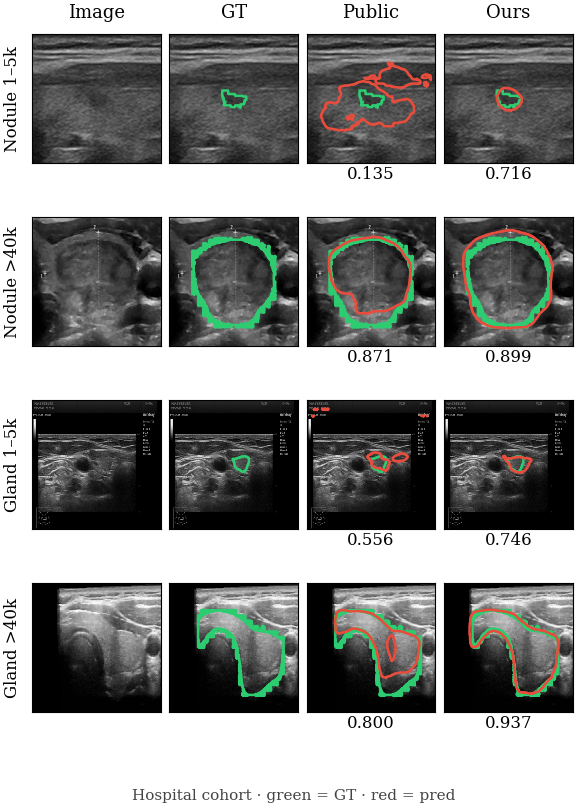 Image GT Public Ours
Nodule 1–5k
0.135 0.716
Nodule >40k
0.871 0.899
Gland 1–5k
0.556 0.746
Gland >40k
0.800 0.937
Hospital cohort · green = GT · red = pred